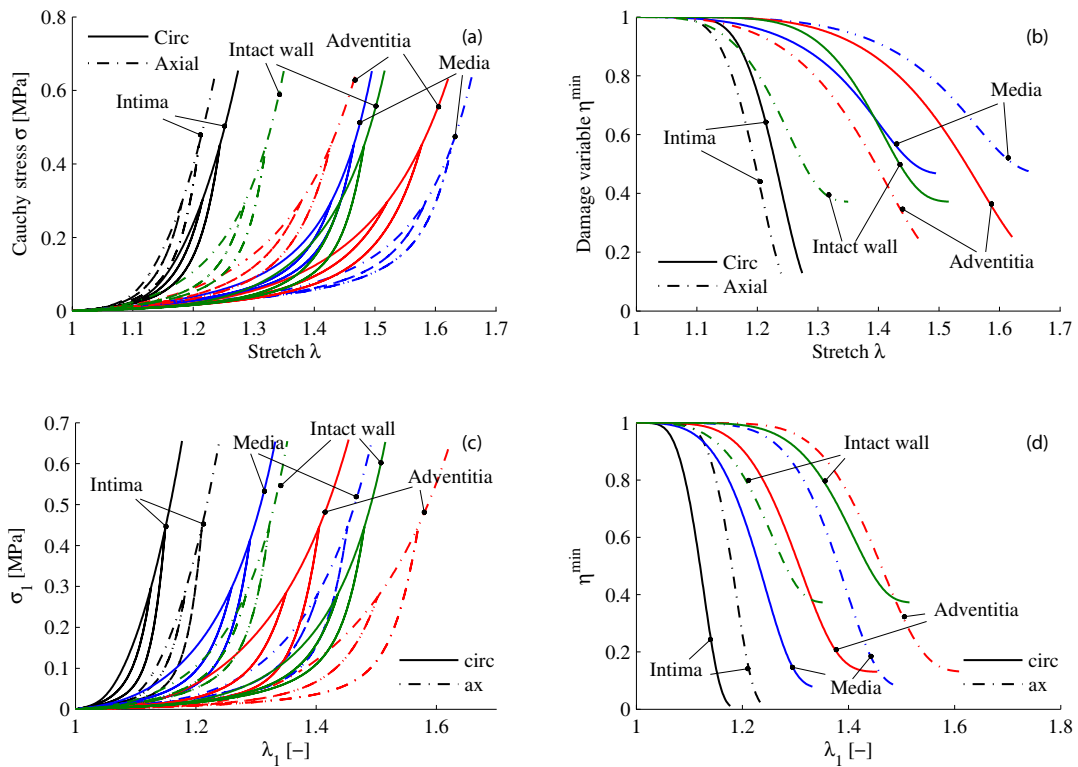 0.8
0.6
0.4
0.2
0
Cauchy stress σ [MPa]
(a)
Circ
Axial
Adventitia
Intact wall
Media
Intima
1
1.1
1.2
1.3
1.4
1.5
1.6
1.7
Stretch λ
1
0.8
0.6
0.4
0.2
0
Damage variable η^min
(b)
Media
Intima
Intact wall
Adventitia
Circ
Axial
1
1.1
1.2
1.3
1.4
1.5
1.6
1.7
Stretch λ
0.7
0.6
0.5
0.4
0.3
0.2
0.1
0
σ_1 [MPa]
(c)
Intact wall
Media
Adventitia
Intima
circ
ax
1
1.2
1.4
1.6
λ_1 [−]
1
0.8
0.6
0.4
0.2
0
η^min
(d)
Intact wall
Adventitia
Intima
Media
circ
ax
1
1.2
1.4
1.6
1.8
λ_1 [−]